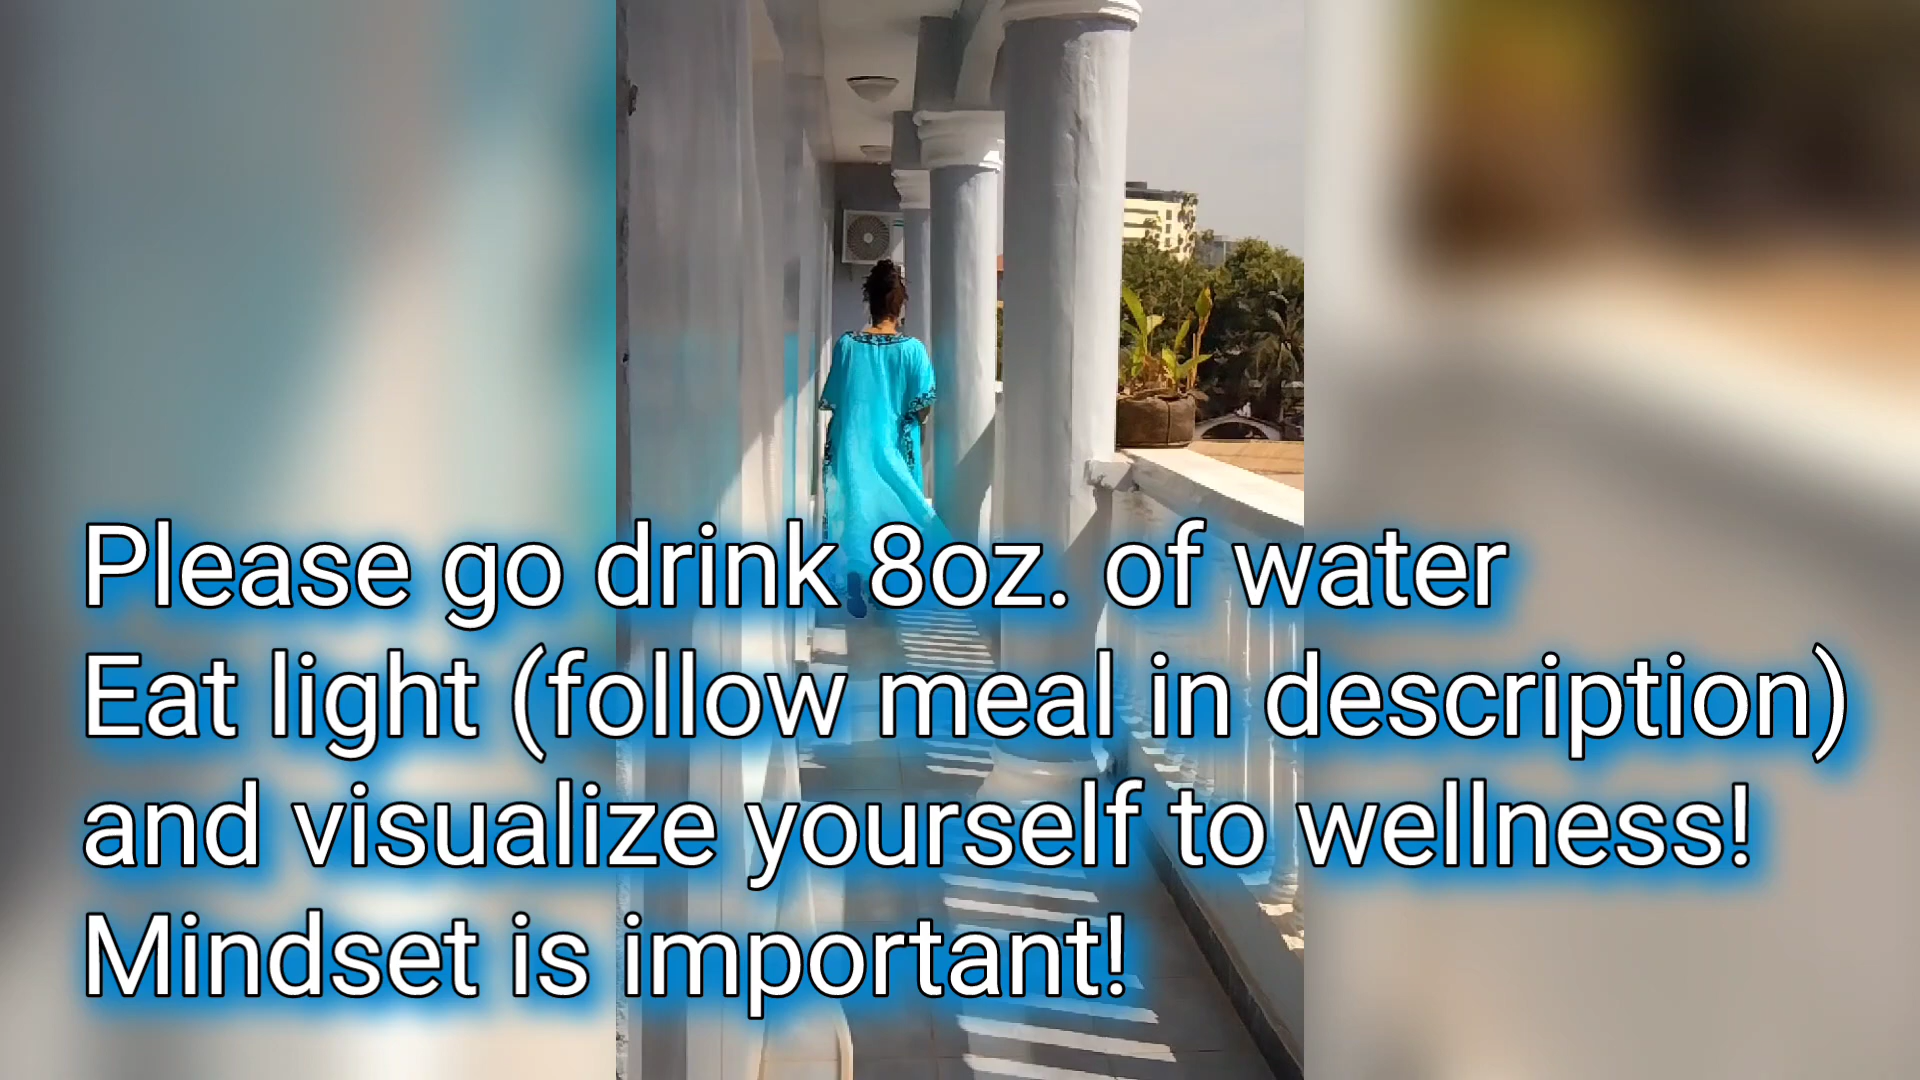 Please go drink 8oz. of water
Eat light (follow meal in description)
and visualize yourself to wellness!
Mindset is important!